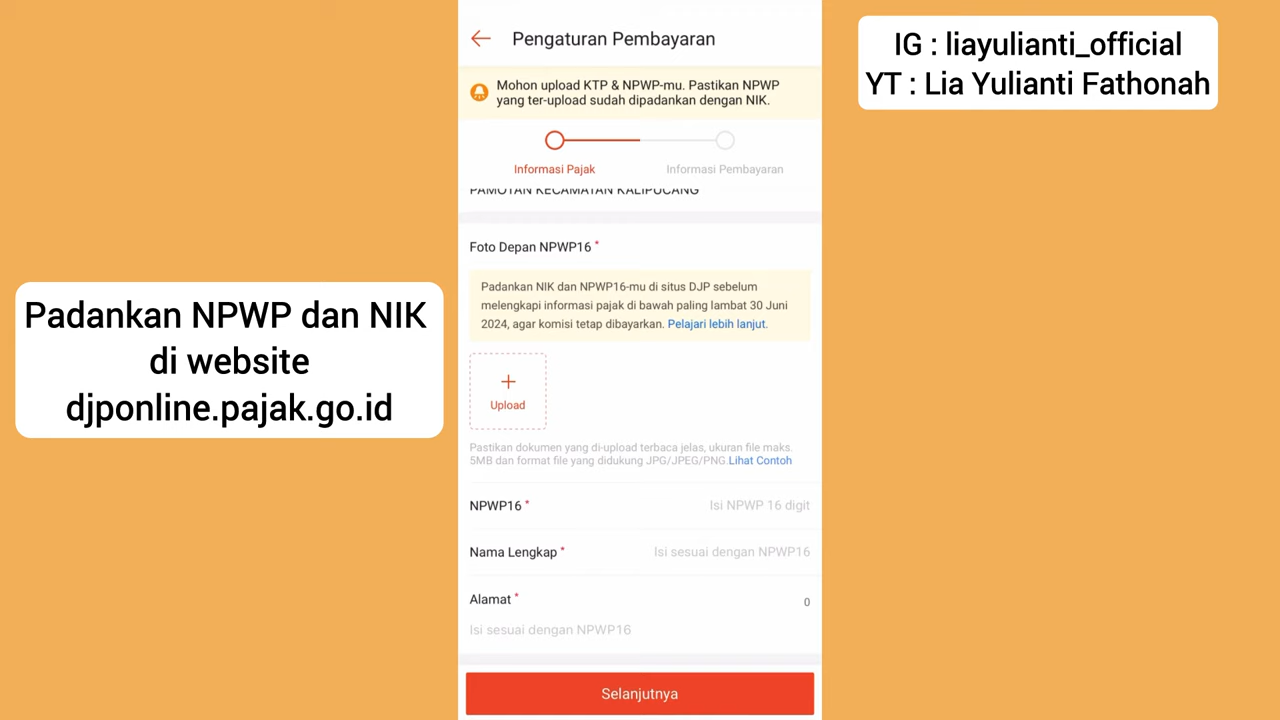 IG : liayulianti_official
YT : Lia Yulianti Fathonah
Padankan NPWP dan NIK
di website
djponline.pajak.go.id
Pengaturan Pembayaran
Mohon upload KTP & NPWP-mu. Pastikan NPWP
yang ter-upload sudah dipadankan dengan NIK.
Informasi Pajak
Informasi Pembayaran
PAMOTAN KECAMATAN KALIPUCANG
Foto Depan NPWP16 *
Padankan NIK dan NPWP16-mu di situs DJP sebelum
melengkapi informasi pajak di bawah paling lambat 30 Juni
2024, agar komisi tetap dibayarkan. Pelajari lebih lanjut.
+
Upload
Pastikan dokumen yang di-upload terbaca jelas, ukuran file maks.
5MB dan format file yang didukung JPG/JPEG/PNG.Lihat Contoh
NPWP16 * Isi NPWP 16 digit
Nama Lengkap * Isi sesuai dengan NPWP16
Alamat * 0
Isi sesuai dengan NPWP16
Selanjutnya